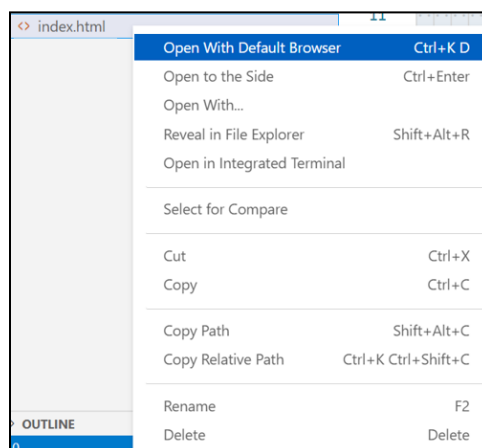 <> index.html
11
Open With Default Browser Ctrl+K D
Open to the Side Ctrl+Enter
Open With...
Reveal in File Explorer Shift+Alt+R
Open in Integrated Terminal
Select for Compare
Cut Ctrl+X
Copy Ctrl+C
Copy Path Shift+Alt+C
Copy Relative Path Ctrl+K Ctrl+Shift+C
Rename F2
OUTLINE
Delete Delete